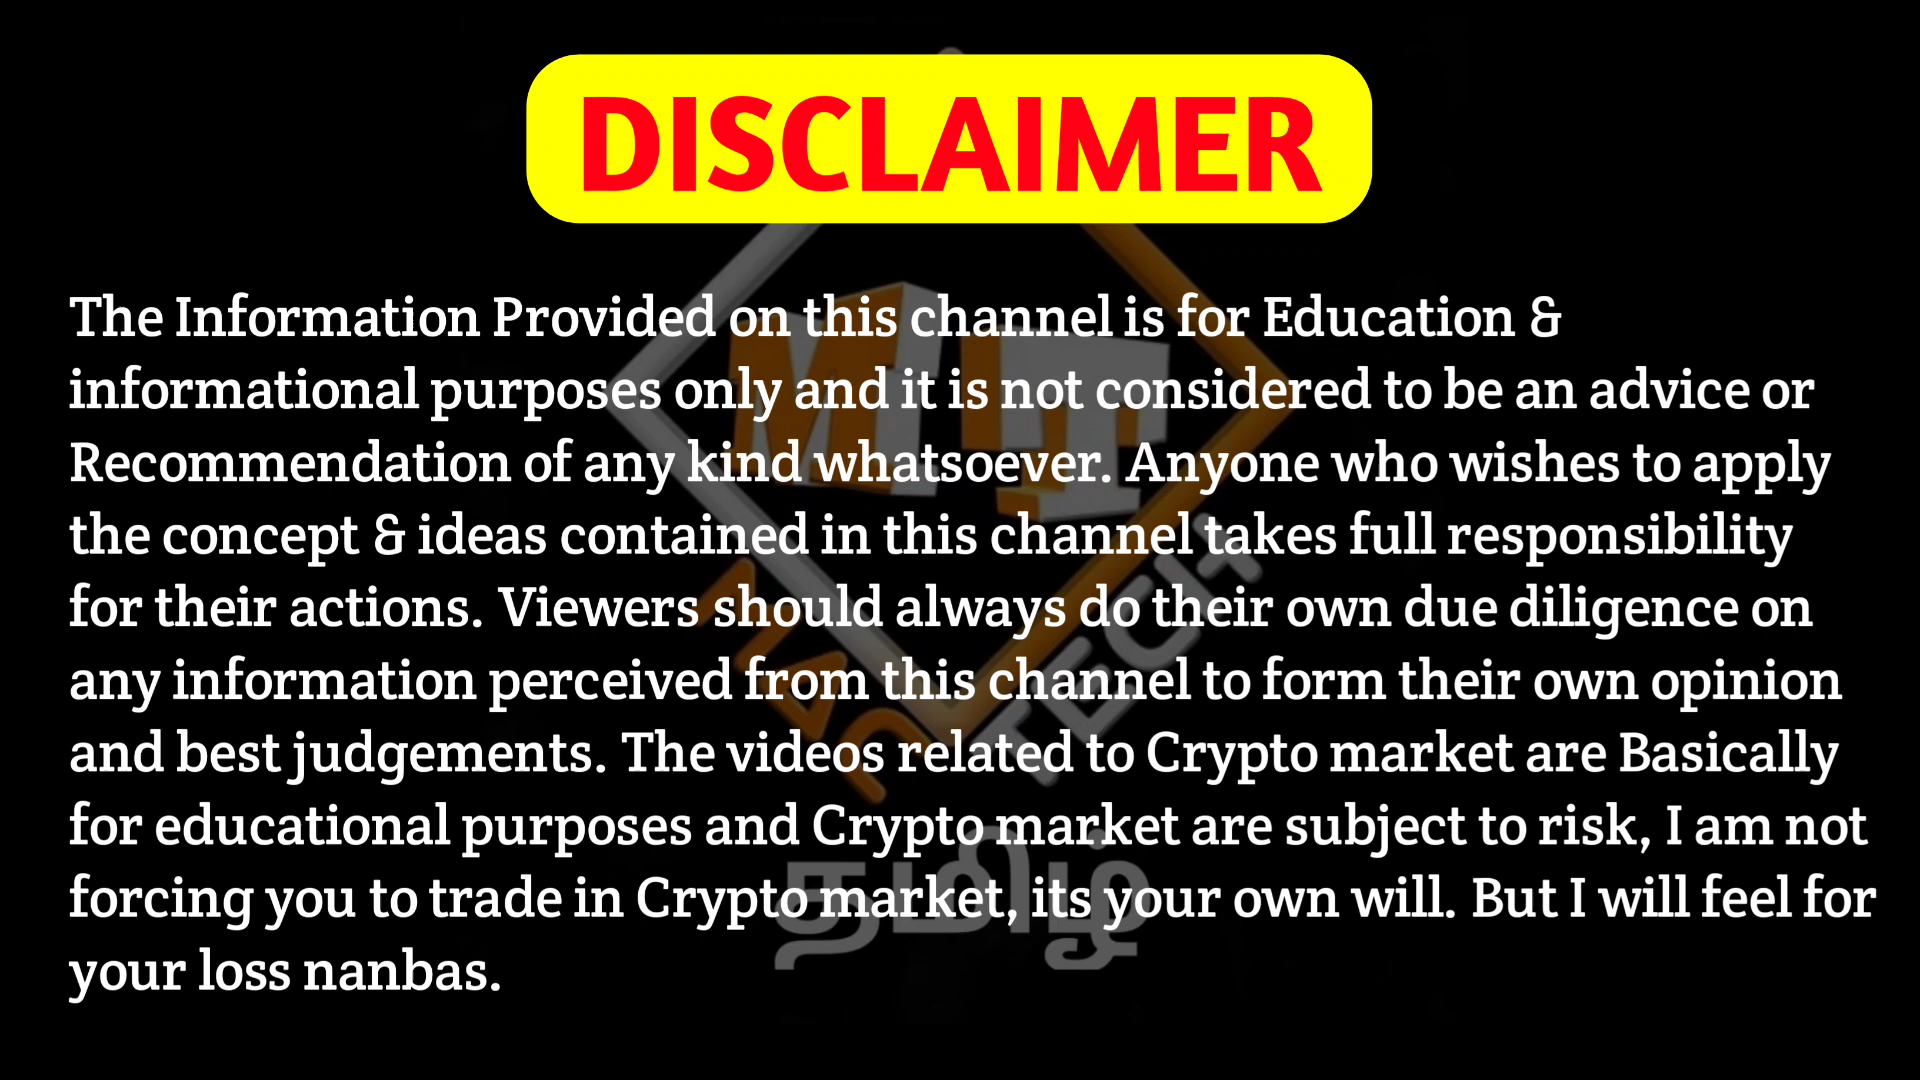 DISCLAIMER
The Information Provided on this channel is for Education &
informational purposes only and it is not considered to be an advice or
Recommendation of any kind whatsoever. Anyone who wishes to apply
the concept & ideas contained in this channel takes full responsibility
for their actions. Viewers should always do their own due diligence on
any information perceived from this channel to form their own opinion
and best judgements. The videos related to Crypto market are Basically
for educational purposes and Crypto market are subject to risk, I am not
forcing you to trade in Crypto market, its your own will. But I will feel for
your loss nanbas.
MT
MAD
TECH
தமிழ்